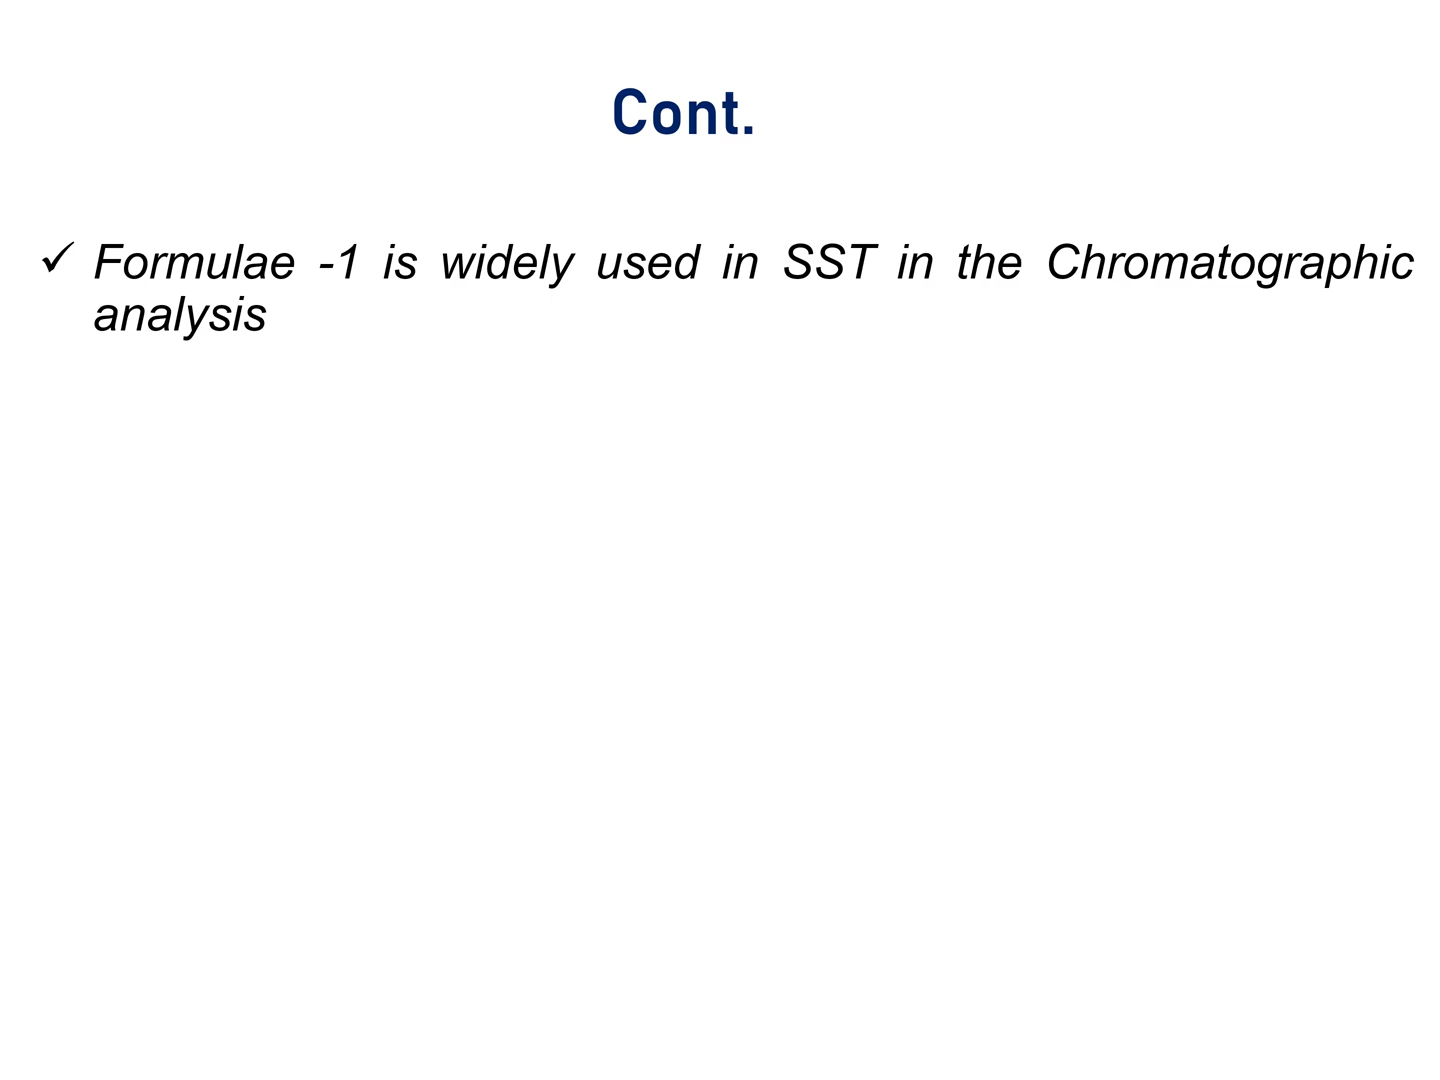 Cont.
✓ Formulae -1 is widely used in SST in the Chromatographic
analysis